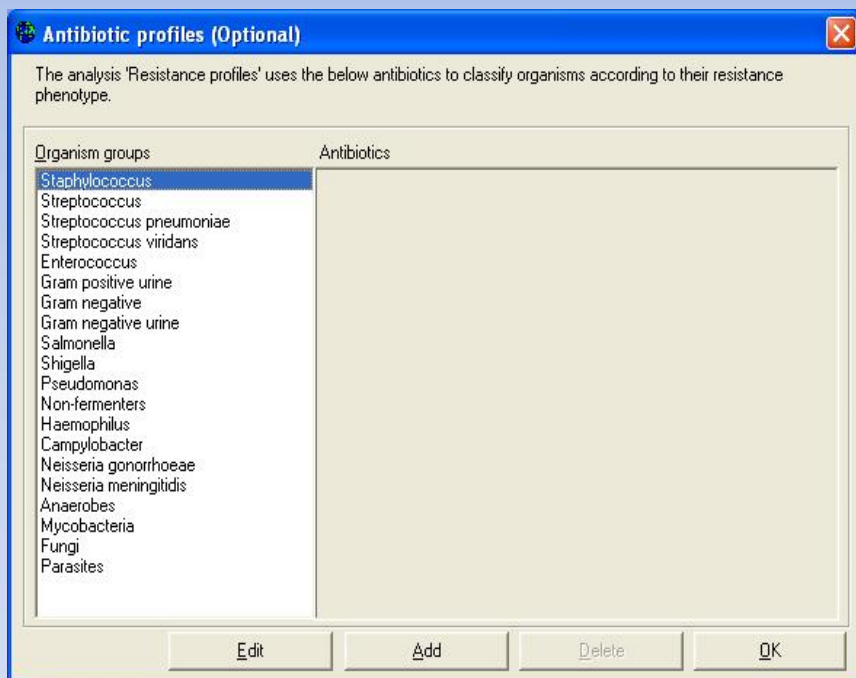 Antibiotic profiles (Optional)
The analysis 'Resistance profiles' uses the below antibiotics to classify organisms according to their resistance
phenotype.
Organism groups
Antibiotics
Staphylococcus
Streptococcus
Streptococcus pneumoniae
Streptococcus viridans
Enterococcus
Gram positive urine
Gram negative
Gram negative urine
Salmonella
Shigella
Pseudomonas
Non-fermenters
Haemophilus
Campylobacter
Neisseria gonorrhoeae
Neisseria meningitidis
Anaerobes
Mycobacteria
Fungi
Parasites
Edit
Add
Delete
OK